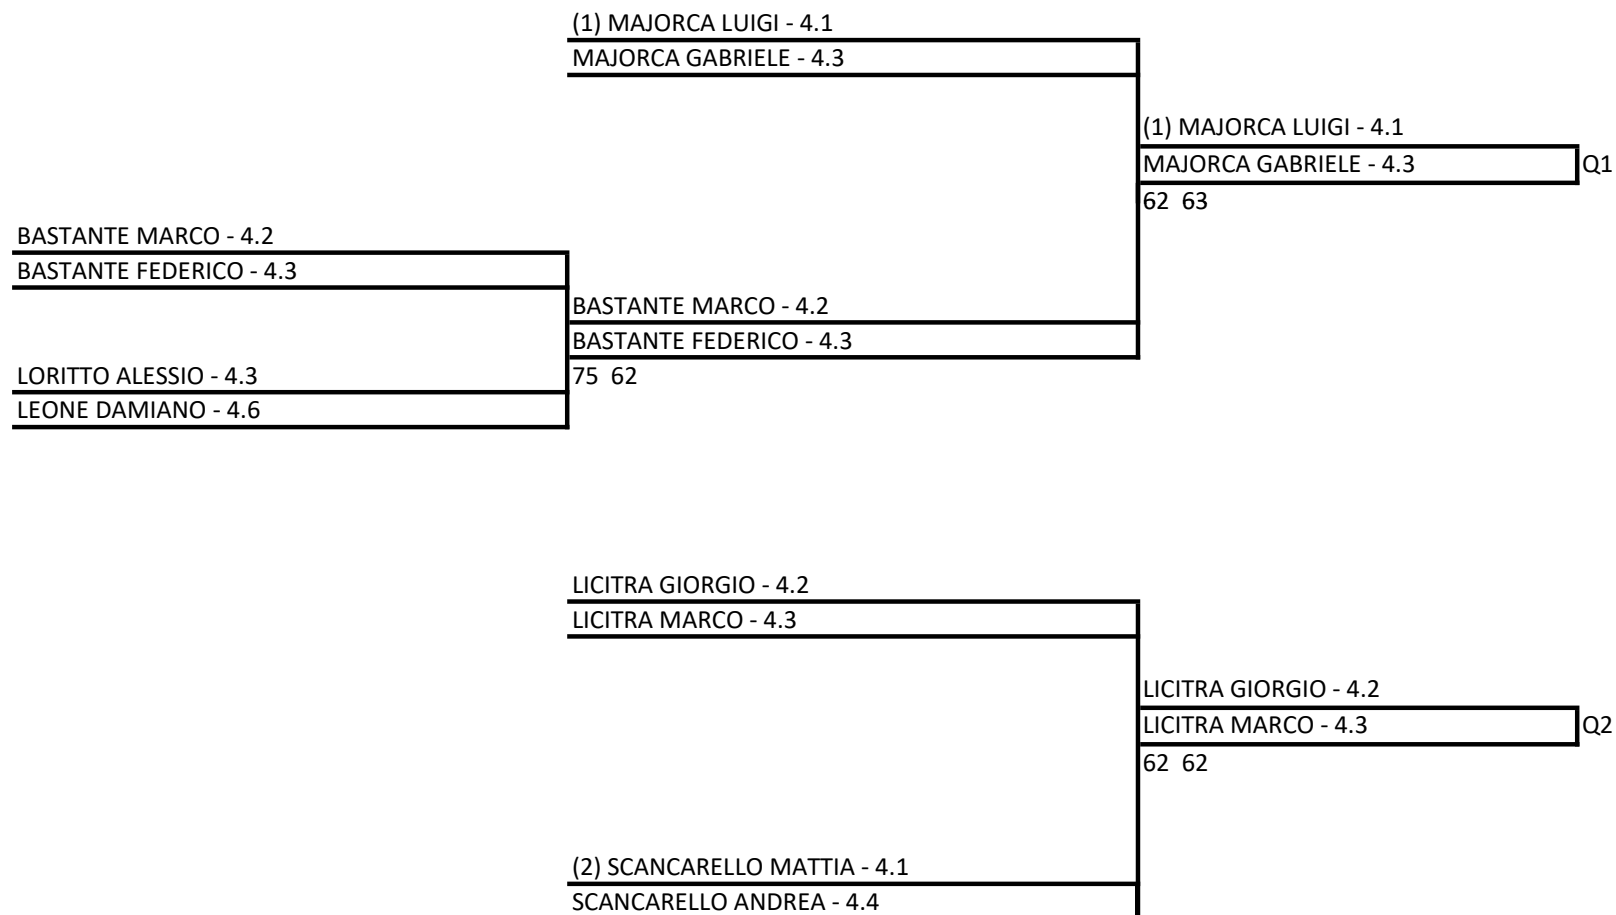 (1) MAJORCA LUIGI - 4.1
MAJORCA GABRIELE - 4.3
(1) MAJORCA LUIGI - 4.1
MAJORCA GABRIELE - 4.3 Q1
62 63
BASTANTE MARCO - 4.2
BASTANTE FEDERICO - 4.3
BASTANTE MARCO - 4.2
BASTANTE FEDERICO - 4.3
LORITTO ALESSIO - 4.3 75 62
LEONE DAMIANO - 4.6
LICITRA GIORGIO - 4.2
LICITRA MARCO - 4.3
LICITRA GIORGIO - 4.2
LICITRA MARCO - 4.3 Q2
62 62
(2) SCANCARELLO MATTIA - 4.1
SCANCARELLO ANDREA - 4.4